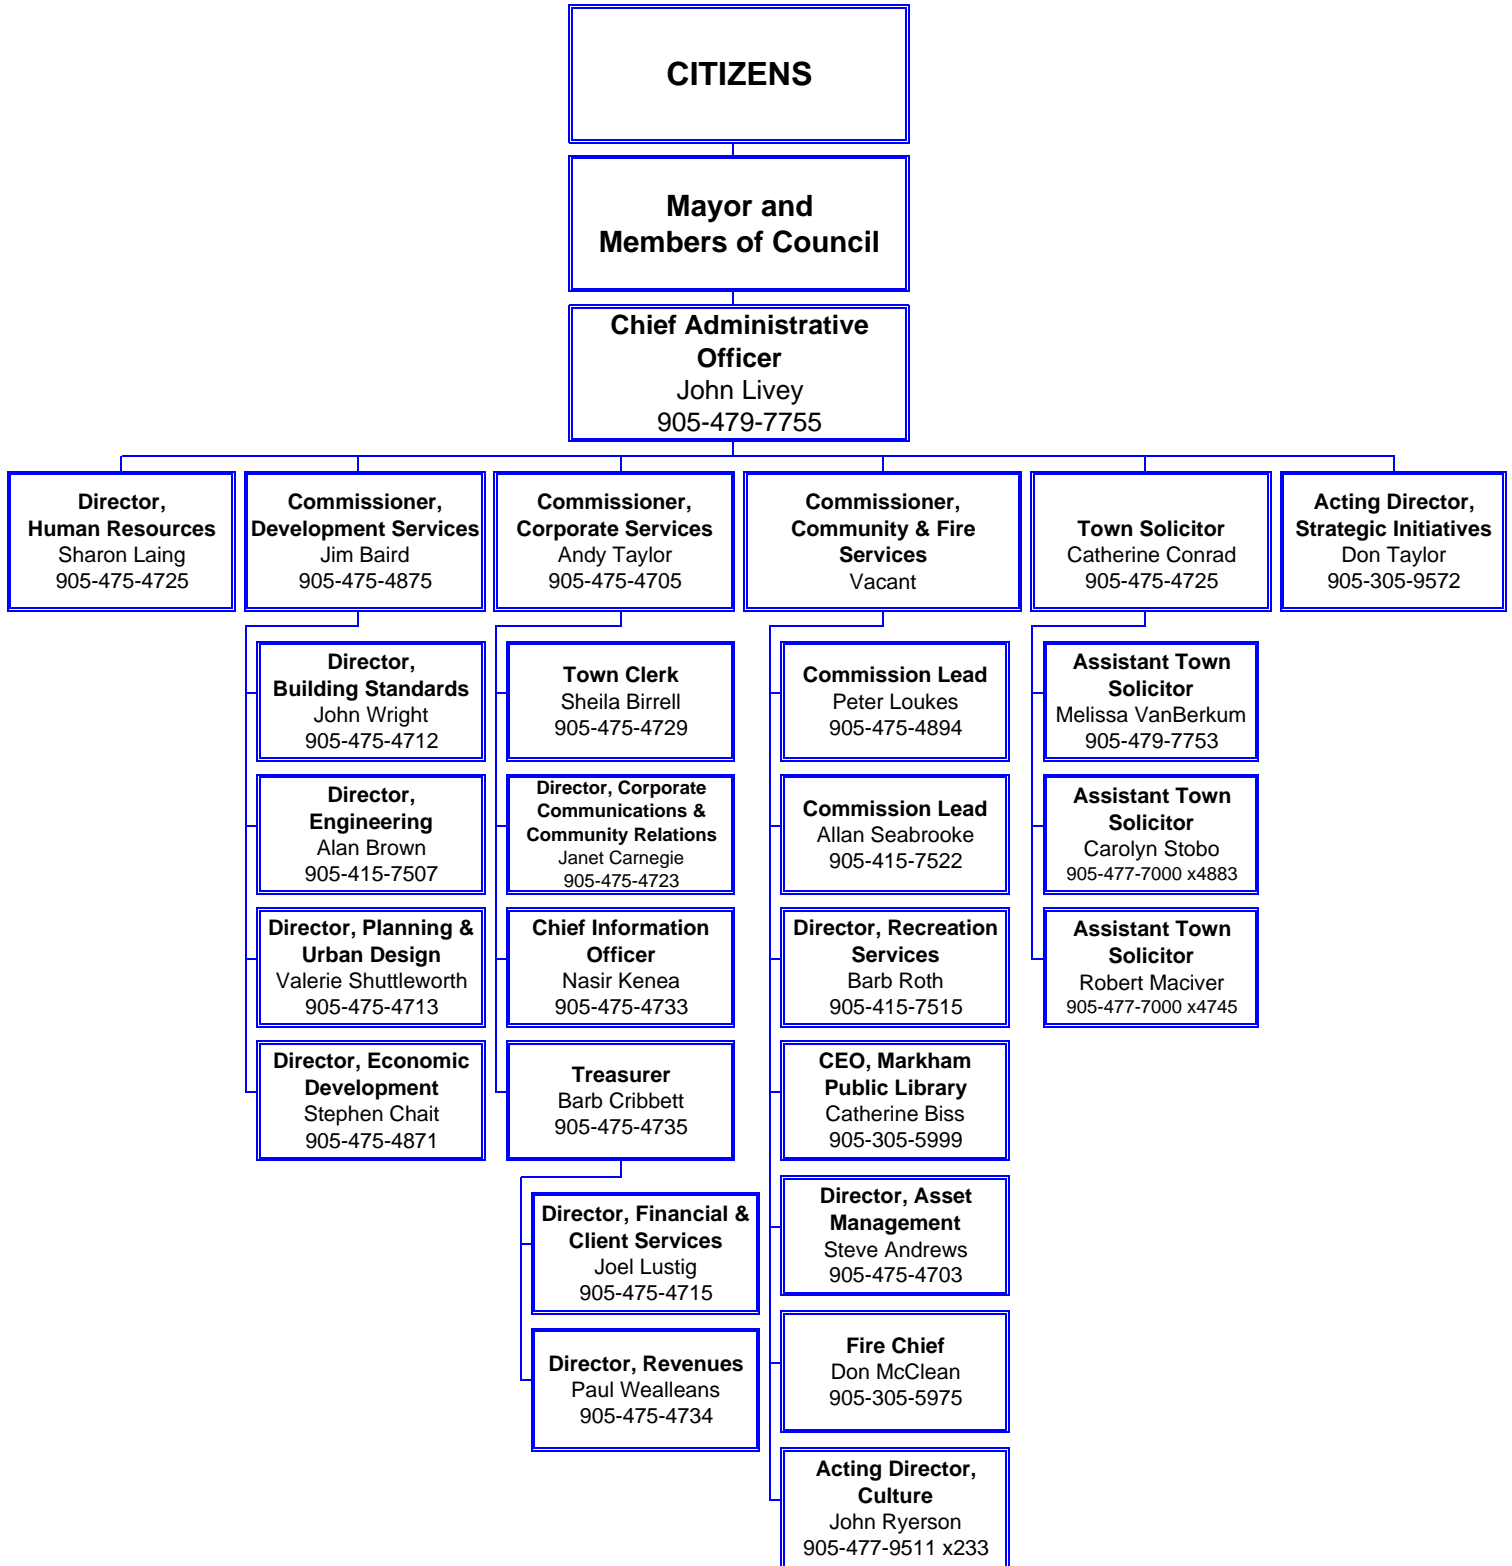 CITIZENS
Mayor and
Members of Council
Chief Administrative
Officer
John Livey
905-479-7755
Director,
Human Resources
Sharon Laing
905-475-4725
Commissioner,
Development Services
Jim Baird
905-475-4875
Commissioner,
Corporate Services
Andy Taylor
905-475-4705
Commissioner,
Community & Fire
Services
Vacant
Town Solicitor
Catherine Conrad
905-475-4725
Acting Director,
Strategic Initiatives
Don Taylor
905-305-9572
Director,
Building Standards
John Wright
905-475-4712
Director,
Engineering
Alan Brown
905-415-7507
Director, Planning &
Urban Design
Valerie Shuttleworth
905-475-4713
Director, Economic
Development
Stephen Chait
905-475-4871
Town Clerk
Sheila Birrell
905-475-4729
Director, Corporate
Communications &
Community Relations
Janet Carnegie
905-475-4723
Chief Information
Officer
Nasir Kenea
905-475-4733
Treasurer
Barb Cribbett
905-475-4735
Director, Financial &
Client Services
Joel Lustig
905-475-4715
Director, Revenues
Paul Wealleans
905-475-4734
Commission Lead
Peter Loukes
905-475-4894
Commission Lead
Allan Seabrooke
905-415-7522
Director, Recreation
Services
Barb Roth
905-415-7515
CEO, Markham
Public Library
Catherine Biss
905-305-5999
Director, Asset
Management
Steve Andrews
905-475-4703
Fire Chief
Don McClean
905-305-5975
Acting Director,
Culture
John Ryerson
905-477-9511 x233
Assistant Town
Solicitor
Melissa VanBerkum
905-479-7753
Assistant Town
Solicitor
Carolyn Stobo
905-477-7000 x4883
Assistant Town
Solicitor
Robert Maciver
905-477-7000 x4745